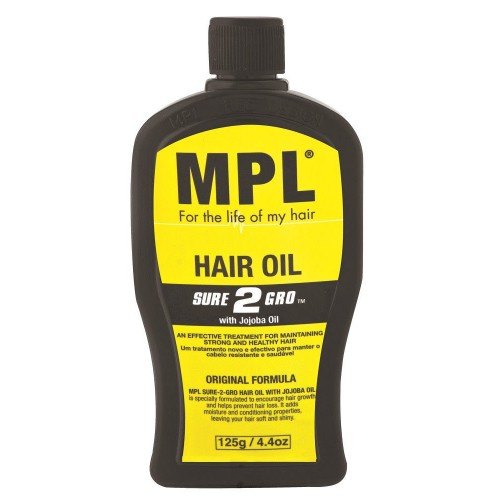 MPL
MPL®
For the life of my hair
HAIR OIL
SURE 2 GRO™
with Jojoba Oil
AN EFFECTIVE TREATMENT FOR MAINTAINING
STRONG AND HEALTHY HAIR
Um tratamento novo e efectivo para manter o
cabelo resistente e saudável
ORIGINAL FORMULA
MPL SURE-2-GRO HAIR OIL WITH JOJOBA OIL
is specially formulated to encourage hair growth
and helps prevent hair loss. It adds
moisture and conditioning properties,
leaving your hair soft and shiny.
125g / 4.4oz